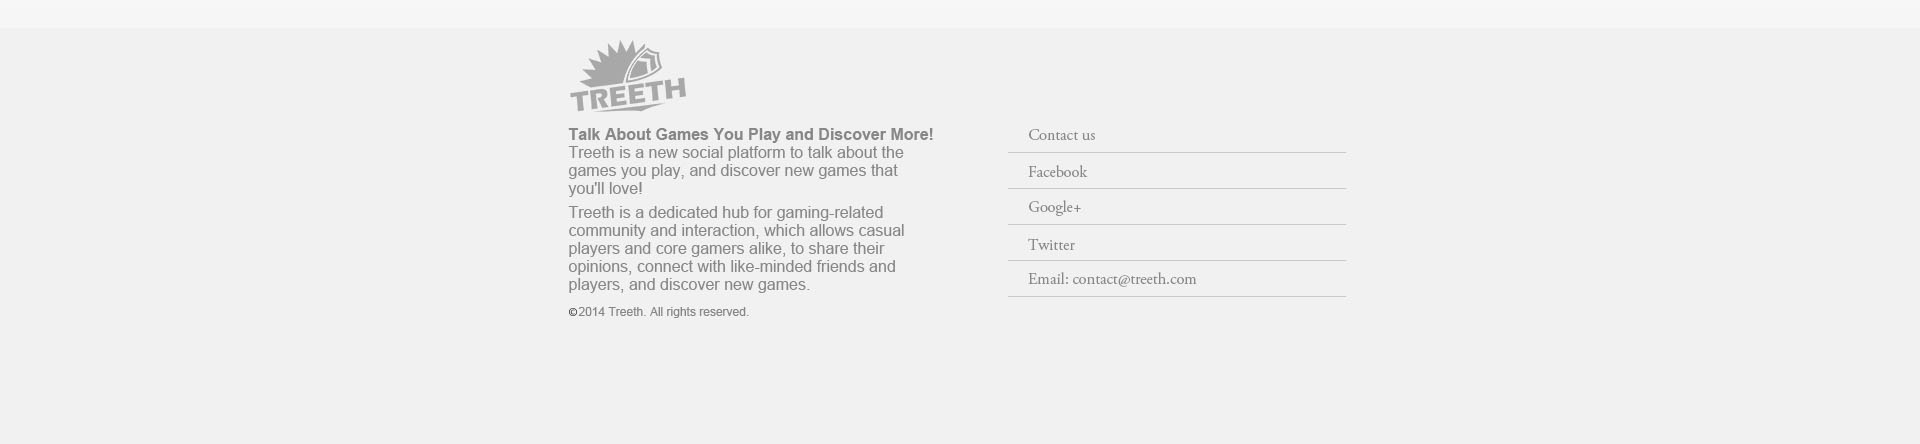 TREETH
Talk About Games You Play and Discover More!
Treeth is a new social platform to talk about the
games you play, and discover new games that
you'll love!
Treeth is a dedicated hub for gaming-related
community and interaction, which allows casual
players and core gamers alike, to share their
opinions, connect with like-minded friends and
players, and discover new games.
©2014 Treeth. All rights reserved.
Contact us
Facebook
Google+
Twitter
Email: contact@treeth.com